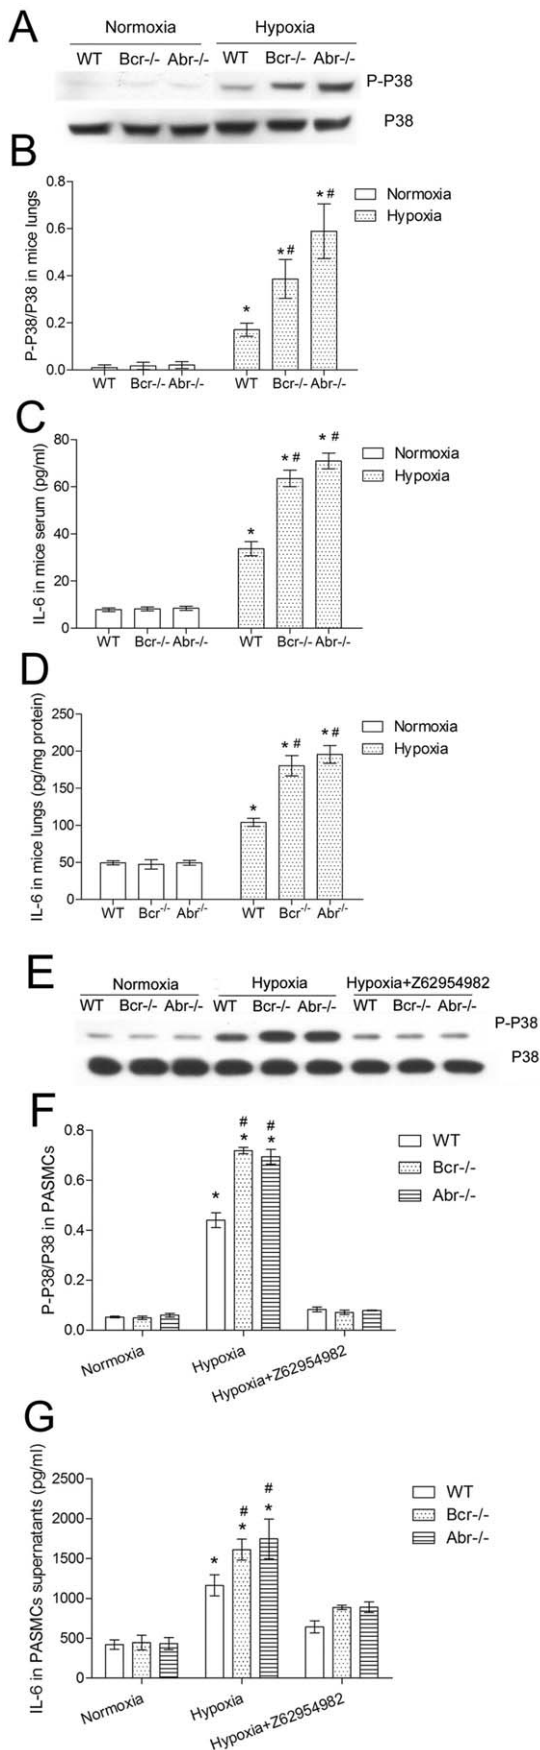 A
Normoxia Hypoxia
WT Bcr-/- Abr-/- WT Bcr-/- Abr-/-
P-P38
P38
B
P-P38/P38 in mice lungs
0.8
0.6
0.4
0.2
0.0
Normoxia
Hypoxia
*
*#
*#
WT Bcr-/- Abr-/- WT Bcr-/- Abr-/-
C
IL-6 in mice serum (pg/ml)
80
60
40
20
0
Normoxia
Hypoxia
*
*#
*#
WT Bcr-/- Abr-/- WT Bcr-/- Abr-/-
D
IL-6 in mice lungs (pg/mg protein)
250
200
150
100
50
0
Normoxia
Hypoxia
*
*#
*#
WT Bcr-/- Abr-/- WT Bcr-/- Abr-/-
E
Normoxia Hypoxia Hypoxia+Z62954982
WT Bcr-/- Abr-/- WT Bcr-/- Abr-/- WT Bcr-/- Abr-/-
P-P38
P38
F
P-P38/P38 in PASMCs
0.8
0.6
0.4
0.2
0.0
WT
Bcr-/-
Abr-/-
*
#
*
#
*
Normoxia Hypoxia Hypoxia+Z62954982
G
IL-6 in PASMCs supernatants (pg/ml)
2500
2000
1500
1000
500
0
WT
Bcr-/-
Abr-/-
*
#
*
#
*
Normoxia Hypoxia Hypoxia+Z62954982